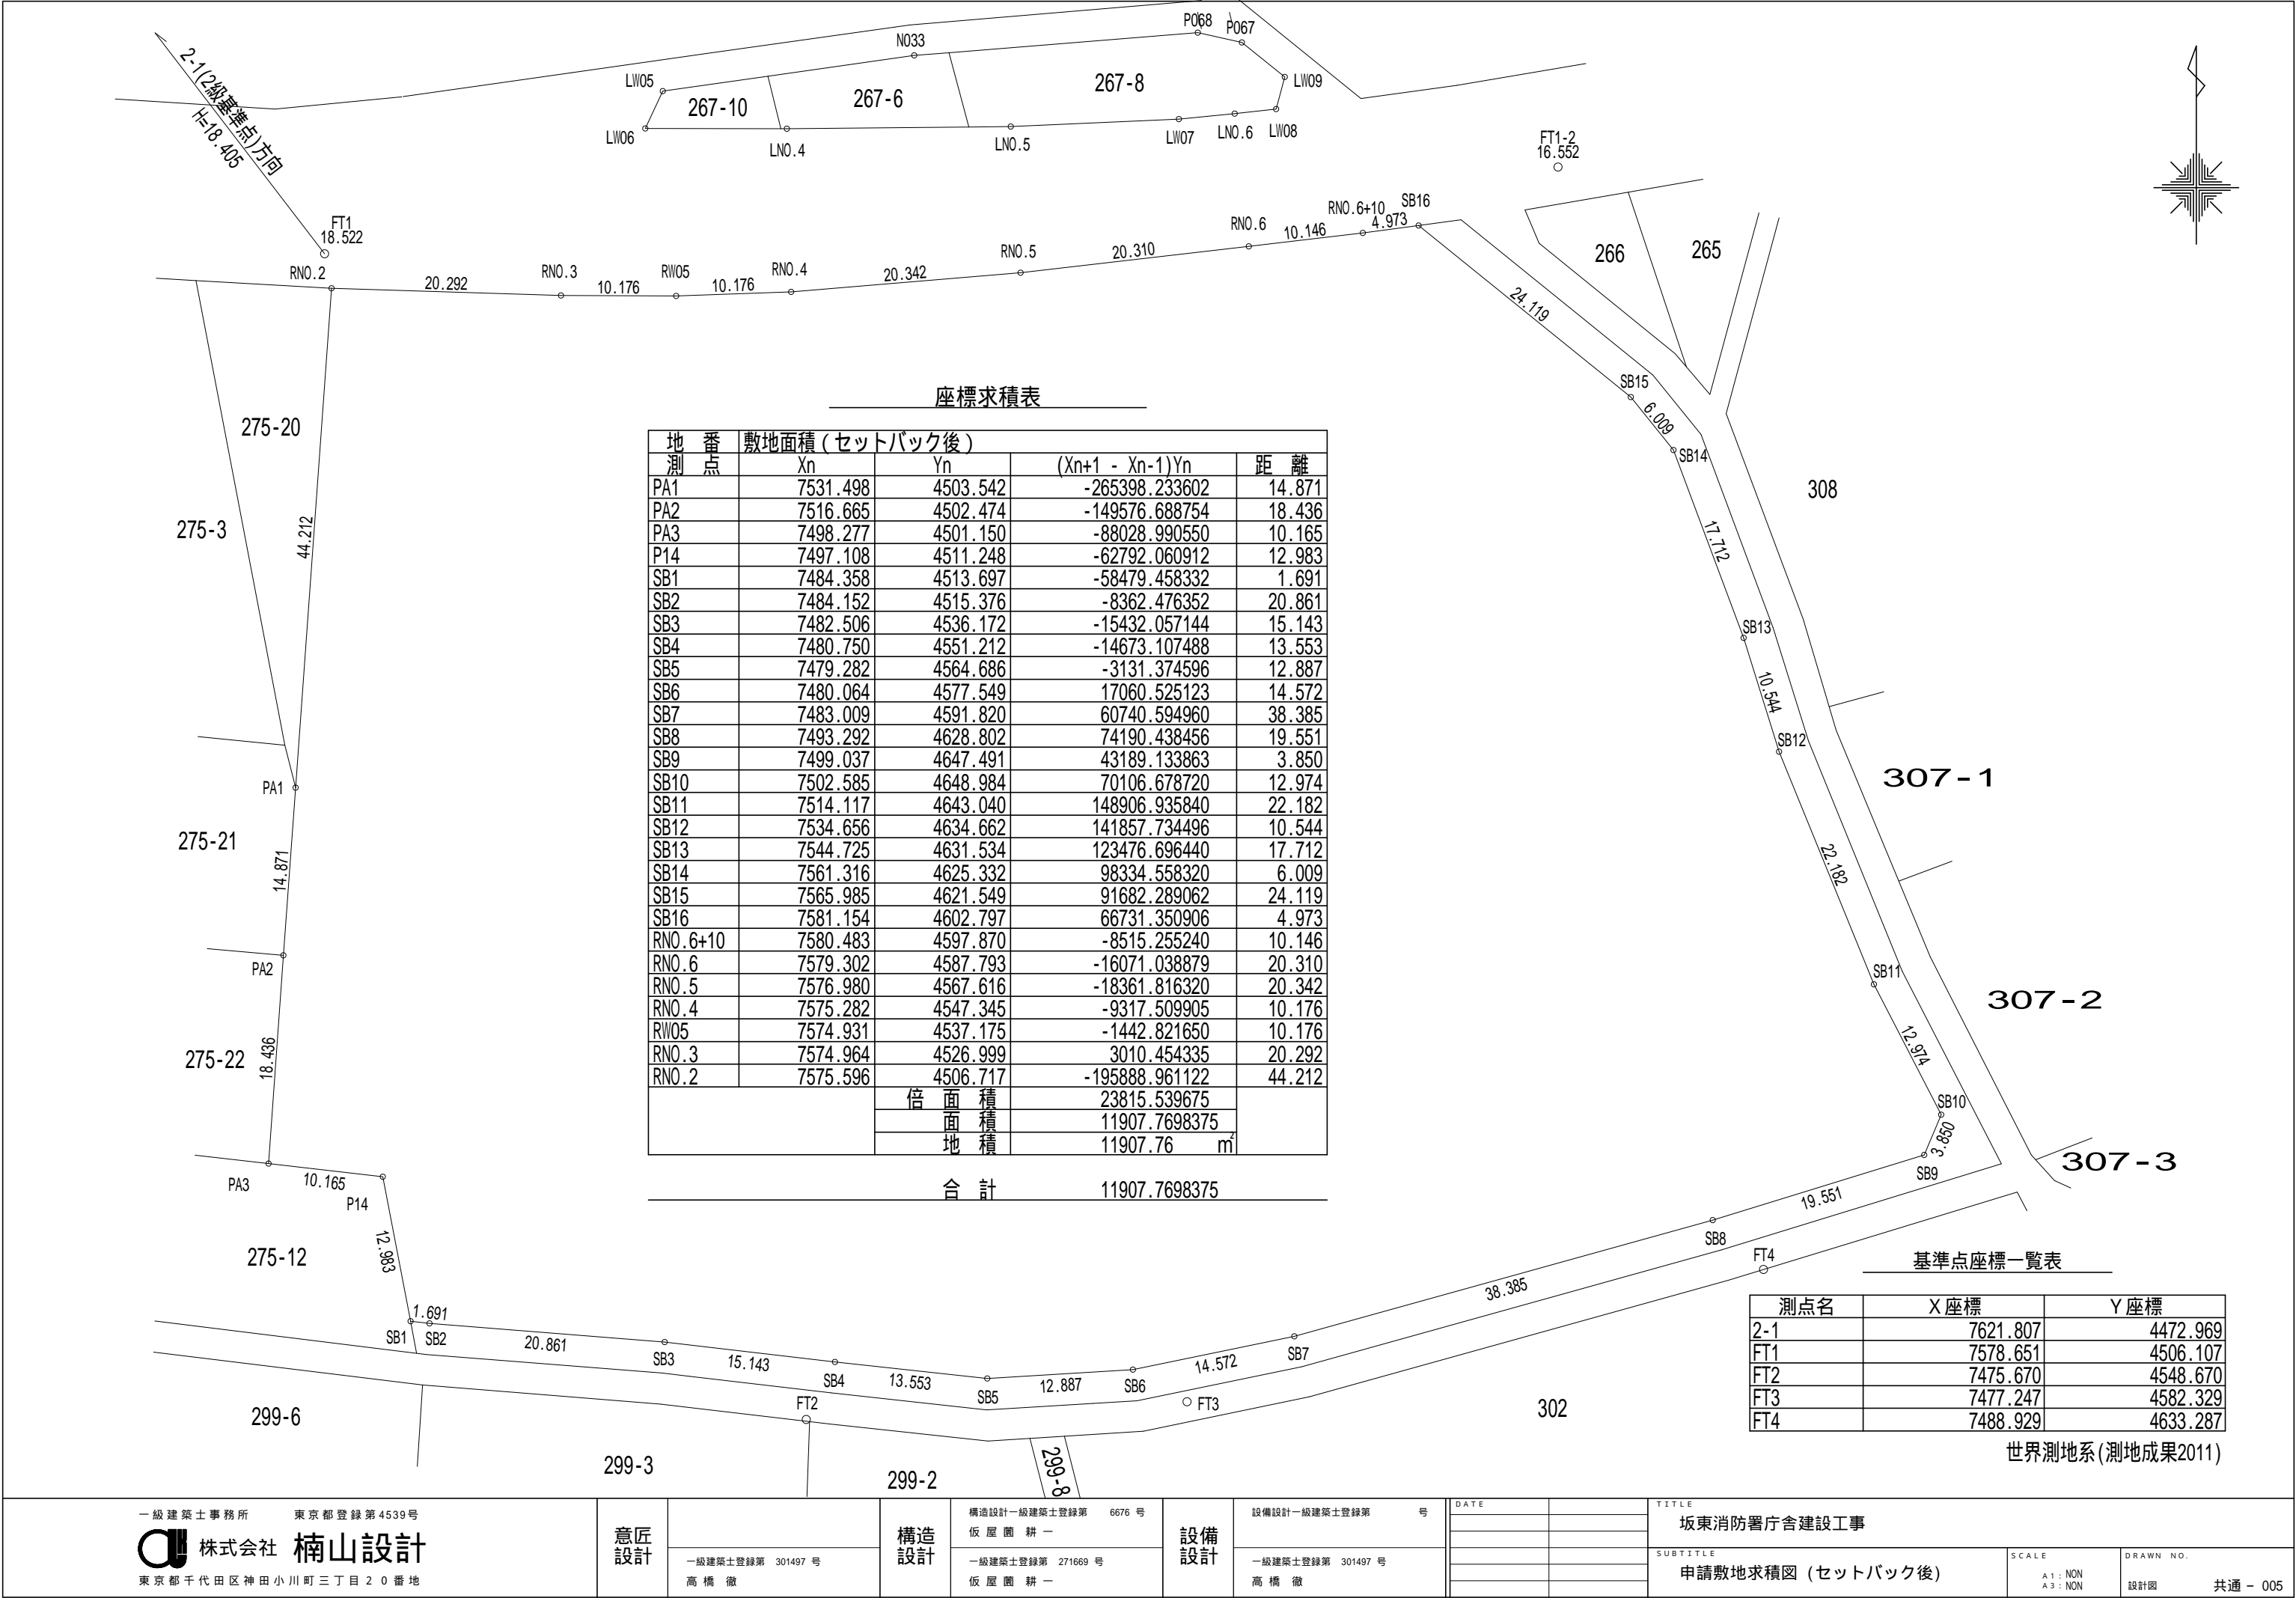 P068
P067
N033
LW05
LW09
267-10
267-6
267-8
LW06
LNO.4
LNO.5
LW07
LNO.6
LW08
2-1(2級基準点)方向
H=18.405
FT1-2
16.552
FT1
18.522
RNO.2
20.292
RNO.3
10.176
RW05
10.176
RNO.4
20.342
RNO.5
20.310
RNO.6
10.146
RNO.6+10
4.973
SB16
266
265
24.119
SB15
6.009
SB14
308
17.712
SB13
10.544
SB12
307-1
22.182
SB11
307-2
12.974
SB10
3.850
SB9
307-3
275-20
275-3
44.212
PA1
275-21
14.871
PA2
275-22
18.436
PA3
10.165
P14
275-12
12.983
座標求積表
地 番 敷地面積（セットバック後）
測 点 Xn Yn (Xn+1 - Xn-1)Yn 距 離
PA1 7531.498 4503.542 -265398.233602 14.871
PA2 7516.665 4502.474 -149576.688754 18.436
PA3 7498.277 4501.150 -88028.990550 10.165
P14 7497.108 4511.248 -62792.060912 12.983
SB1 7484.358 4513.697 -58479.458332 1.691
SB2 7484.152 4515.376 -8362.476352 20.861
SB3 7482.506 4536.172 -15432.057144 15.143
SB4 7480.750 4551.212 -14673.107488 13.553
SB5 7479.282 4564.686 -3131.374596 12.887
SB6 7480.064 4577.549 17060.525123 14.572
SB7 7483.009 4591.820 60740.594960 38.385
SB8 7493.292 4628.802 74190.438456 19.551
SB9 7499.037 4647.491 43189.133863 3.850
SB10 7502.585 4648.984 70106.678720 12.974
SB11 7514.117 4643.040 148906.935840 22.182
SB12 7534.656 4634.662 141857.734496 10.544
SB13 7544.725 4631.534 123476.696440 17.712
SB14 7561.316 4625.332 98334.558320 6.009
SB15 7565.985 4621.549 91682.289062 24.119
SB16 7581.154 4602.797 66731.350906 4.973
RNO.6+10 7580.483 4597.870 -8515.255240 10.146
RNO.6 7579.302 4587.793 -16071.038879 20.310
RNO.5 7576.980 4567.616 -18361.816320 20.342
RNO.4 7575.282 4547.345 -9317.509905 10.176
RW05 7574.931 4537.175 -1442.821650 10.176
RNO.3 7574.964 4526.999 3010.454335 20.292
RNO.2 7575.596 4506.717 -195888.961122 44.212
倍 面 積 23815.539675
面 積 11907.7698375
地 積 11907.76 ㎡
合 計 11907.7698375
1.691
SB1
SB2
20.861
SB3
15.143
SB4
13.553
SB5
12.887
SB6
14.572
SB7
38.385
SB8
19.551
FT2
FT3
FT4
299-6
299-3
299-2
299-8
302
基準点座標一覧表
測点名 X座標 Y座標
2-1 7621.807 4472.969
FT1 7578.651 4506.107
FT2 7475.670 4548.670
FT3 7477.247 4582.329
FT4 7488.929 4633.287
世界測地系(測地成果2011)
一級建築士事務所 東京都登録第4539号
株式会社 楠山設計
東京都千代田区神田小川町三丁目20番地
意匠設計
一級建築士登録第 301497 号
高橋 徹
構造設計
構造設計一級建築士登録第 6676 号
仮屋薗 耕一
一級建築士登録第 271669 号
仮屋薗 耕一
設備設計
設備設計一級建築士登録第 号
一級建築士登録第 301497 号
高橋 徹
DATE
TITLE
坂東消防署庁舎建設工事
SUBTITLE
申請敷地求積図（セットバック後）
SCALE
A1：NON
A3：NON
DRAWN NO.
設計図 共通 − 005